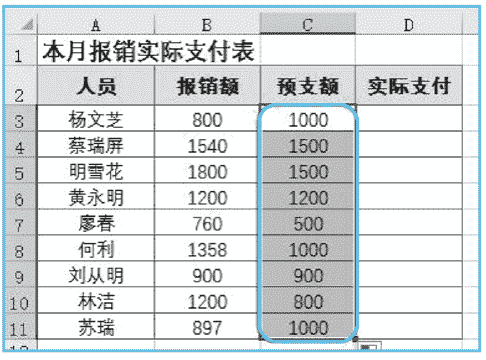 A B C D
1 本月报销实际支付表
2 人员 报销额 预支额 实际支付
3 杨文芝 800 1000
4 蔡瑞屏 1540 1500
5 明雪花 1800 1500
6 黄永明 1200 1200
7 廖春 760 500
8 何利 1358 1000
9 刘从明 900 900
10 林洁 1200 800
11 苏瑞 897 1000